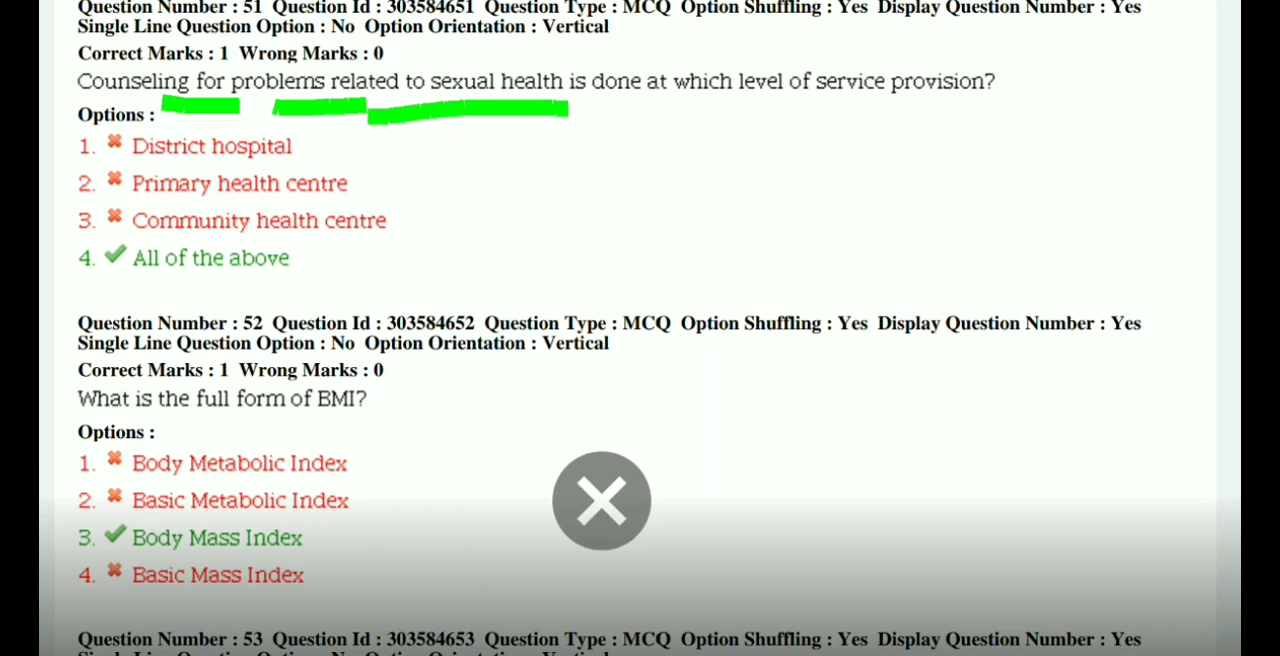 Question Number : 51 Question Id : 303584651 Question Type : MCQ Option Shuffling : Yes Display Question Number : Yes
Single Line Question Option : No Option Orientation : Vertical
Correct Marks : 1 Wrong Marks : 0
Counseling for problems related to sexual health is done at which level of service provision?
Options :
1. District hospital
2. Primary health centre
3. Community health centre
4. All of the above
Question Number : 52 Question Id : 303584652 Question Type : MCQ Option Shuffling : Yes Display Question Number : Yes
Single Line Question Option : No Option Orientation : Vertical
Correct Marks : 1 Wrong Marks : 0
What is the full form of BMI?
Options :
1. Body Metabolic Index
2. Basic Metabolic Index
3. Body Mass Index
4. Basic Mass Index
Question Number : 53 Question Id : 303584653 Question Type : MCQ Option Shuffling : Yes Display Question Number : Yes